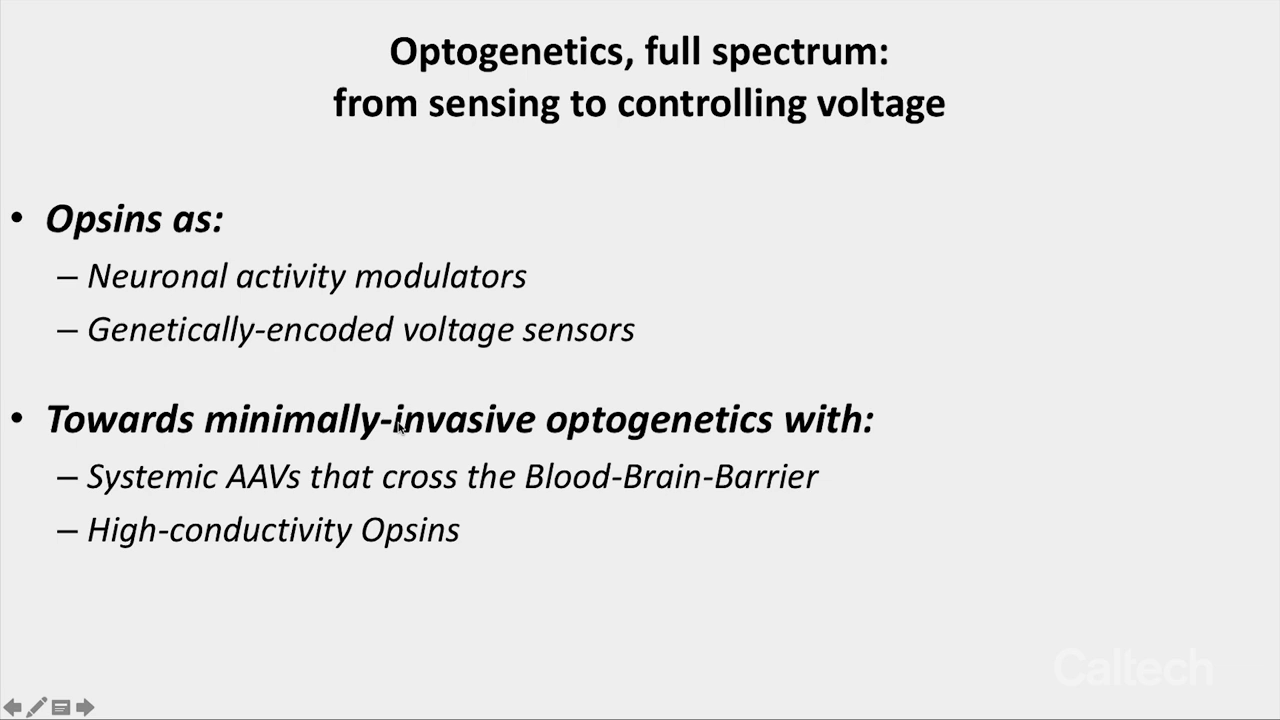 Optogenetics, full spectrum:
from sensing to controlling voltage
• Opsins as:
– Neuronal activity modulators
– Genetically-encoded voltage sensors
• Towards minimally-invasive optogenetics with:
– Systemic AAVs that cross the Blood-Brain-Barrier
– High-conductivity Opsins
Caltech